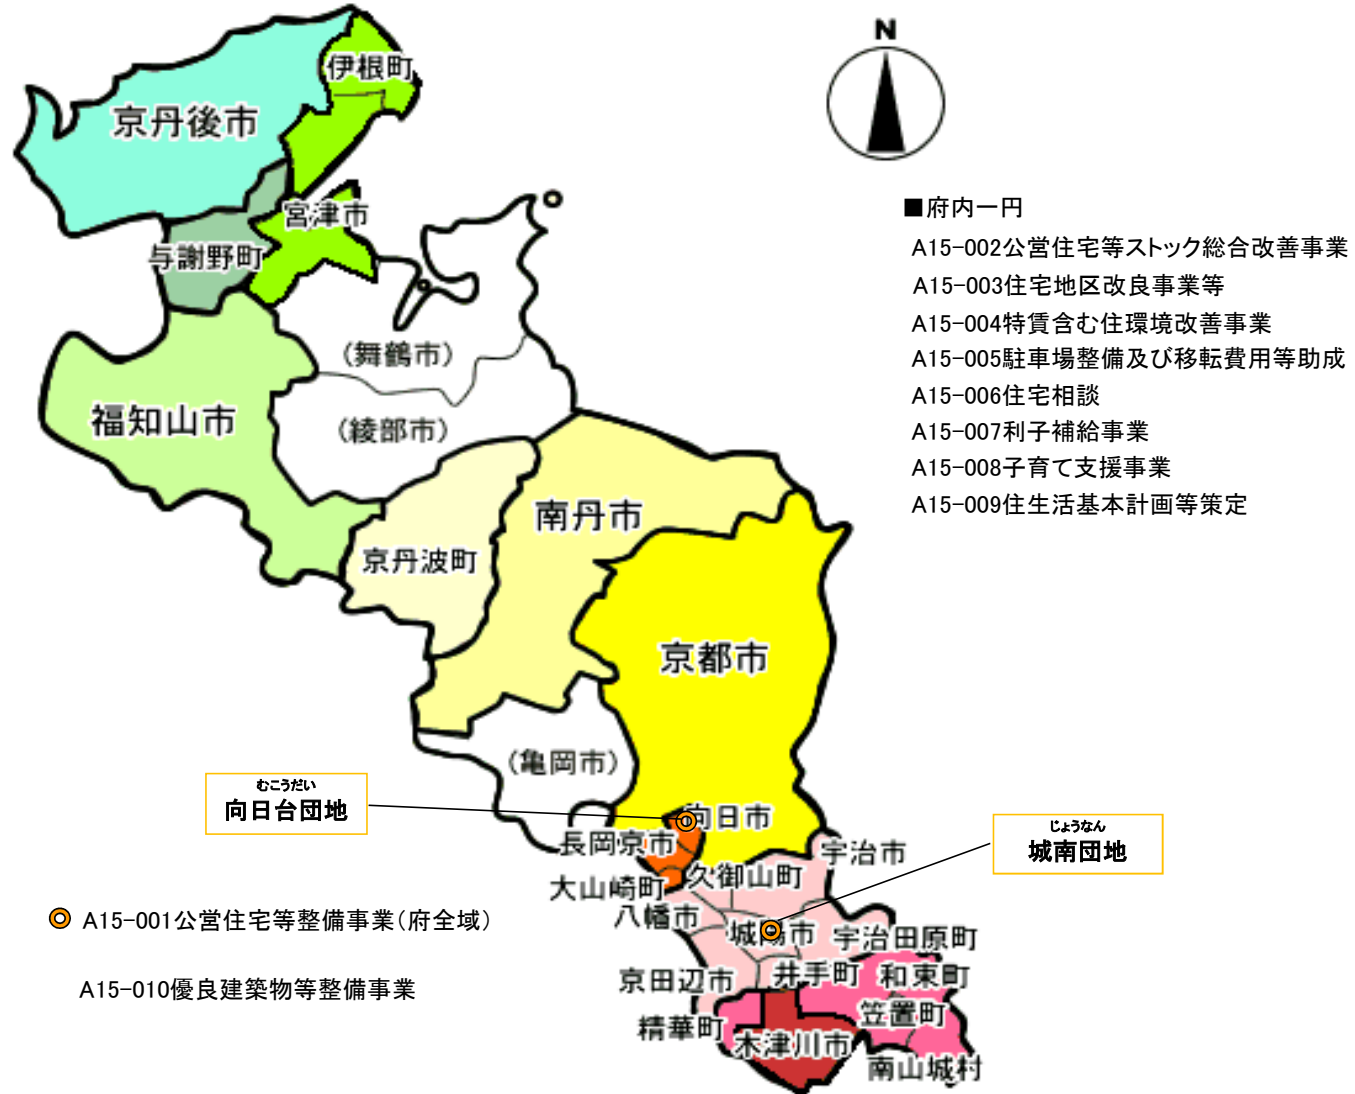 N
伊根町
京丹後市
宮津市
与謝野町
■府内一円
A15-002公営住宅等ストック総合改善事業
A15-003住宅地区改良事業等
A15-004特賃含む住環境改善事業
A15-005駐車場整備及び移転費用等助成
A15-006住宅相談
A15-007利子補給事業
A15-008子育て支援事業
A15-009住生活基本計画等策定
(舞鶴市)
福知山市
(綾部市)
南丹市
京丹波町
京都市
(亀岡市)
むこうだい
向日台団地
向日市
長岡京市
宇治市
じょうなん
城南団地
大山崎町
久御山町
八幡市
A15-001公営住宅等整備事業(府全域)
城陽市
宇治田原町
京田辺市
井手町
和束町
A15-010優良建築物等整備事業
精華町
笠置町
木津川市
南山城村